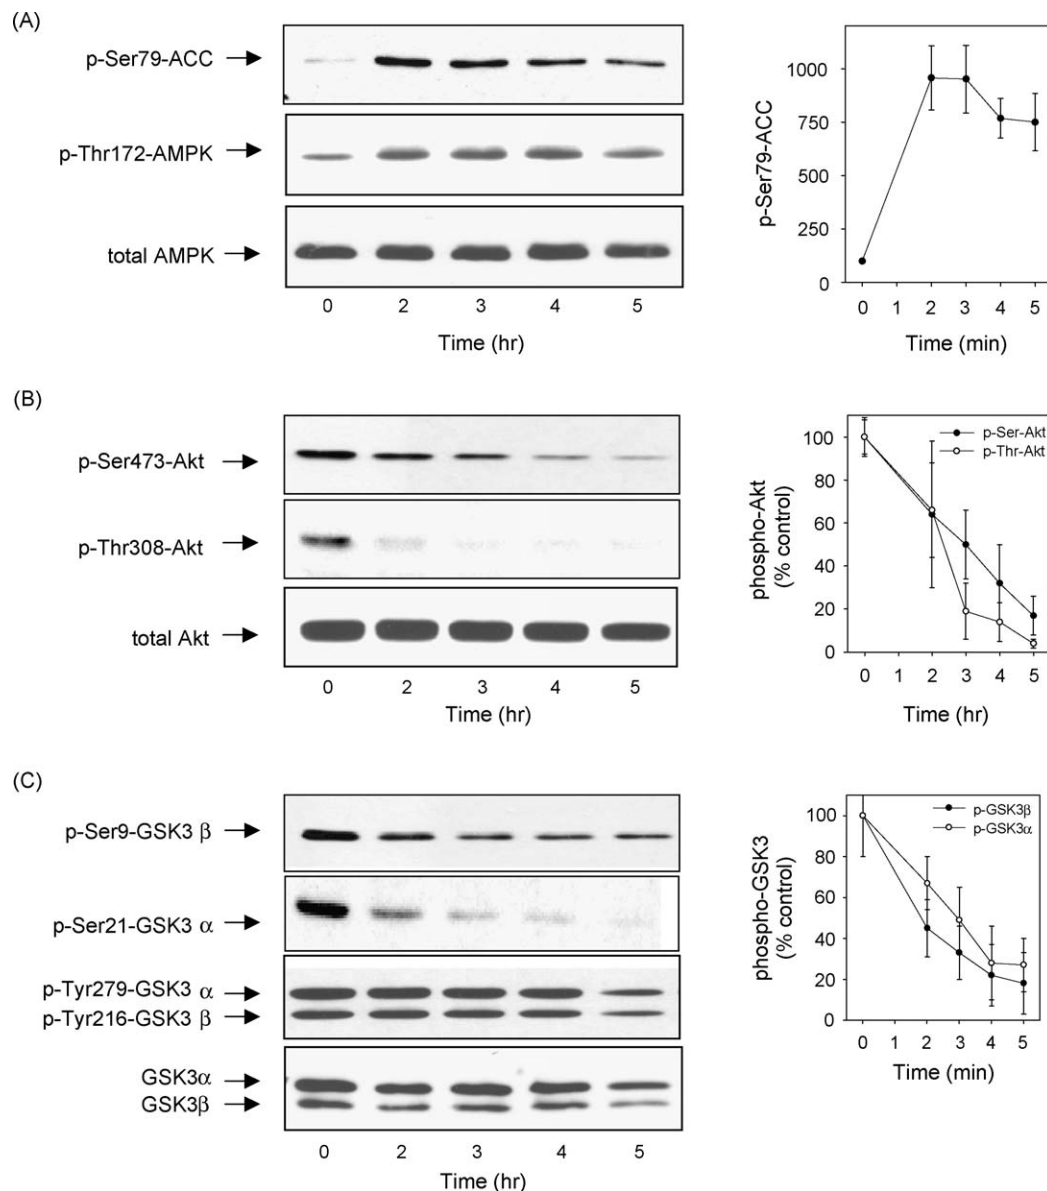 (A)
p-Ser79-ACC
p-Thr172-AMPK
total AMPK
0 2 3 4 5
Time (hr)
p-Ser79-ACC
1000
750
500
250
0
0 1 2 3 4 5
Time (min)
(B)
p-Ser473-Akt
p-Thr308-Akt
total Akt
0 2 3 4 5
Time (hr)
phospho-Akt
(% control)
100
80
60
40
20
0
p-Ser-Akt
p-Thr-Akt
0 1 2 3 4 5
Time (hr)
(C)
p-Ser9-GSK3 β
p-Ser21-GSK3 α
p-Tyr279-GSK3 α
p-Tyr216-GSK3 β
GSK3α
GSK3β
0 2 3 4 5
Time (hr)
phospho-GSK3
(% control)
100
80
60
40
20
0
p-GSK3β
p-GSK3α
0 1 2 3 4 5
Time (min)